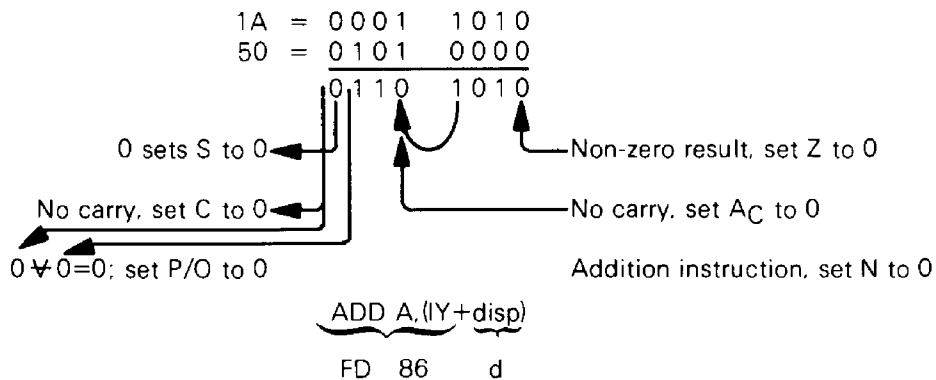 1A = 0001 1010
50 = 0101 0000
0110 1010
0 sets S to 0
Non-zero result, set Z to 0
No carry, set C to 0
No carry, set AC to 0
0 ⊻ 0=0; set P/O to 0
Addition instruction, set N to 0
ADD A,(IY+disp)
FD 86 d